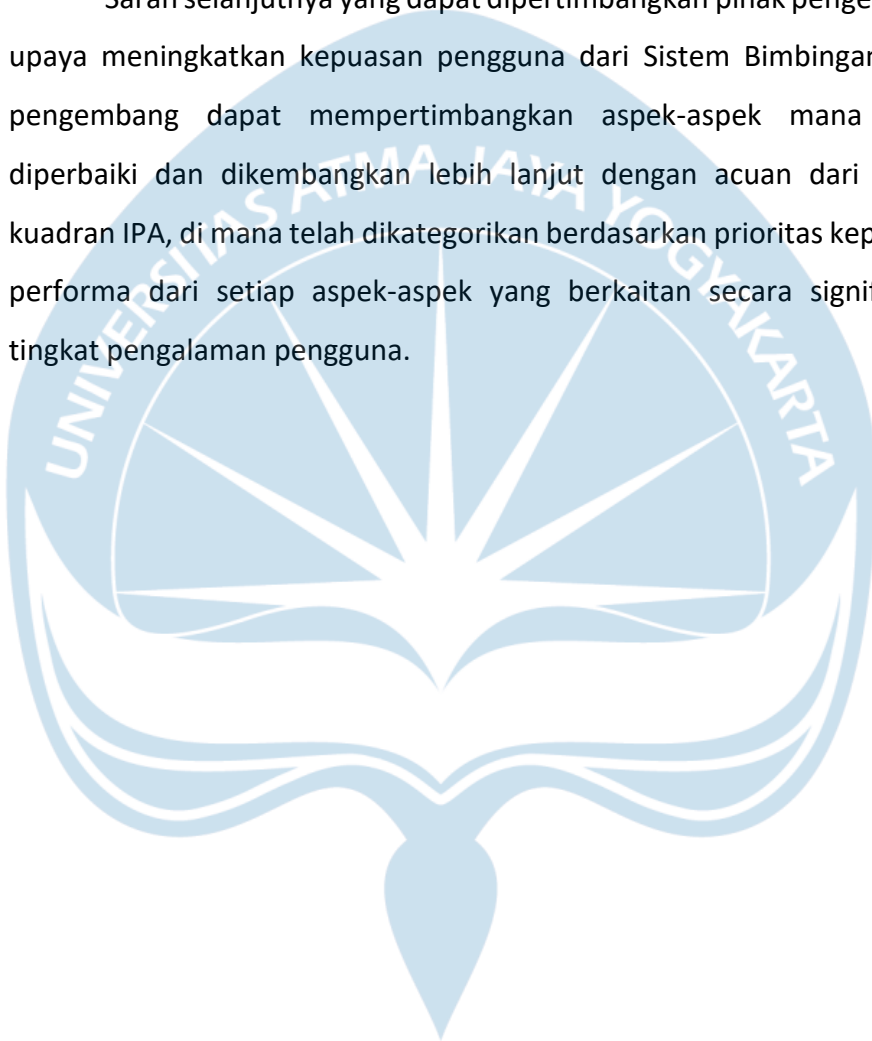 Saran selanjutnya yang dapat dipertimbangkan pihak
upaya meningkatkan kepuasan pengguna dari Sistem
pengembang dapat mempertimbangkan aspek-aspek mana
diperbaiki dan dikembangkan lebih lanjut dengan acuan dari
kuadran IPA, di mana telah dikategorikan berdasarkan prioritas
performa dari setiap aspek-aspek yang berkaitan secara
tingkat pengalaman pengguna.
UNIVERSITAS ATMA JAYA YOGYAKARTA